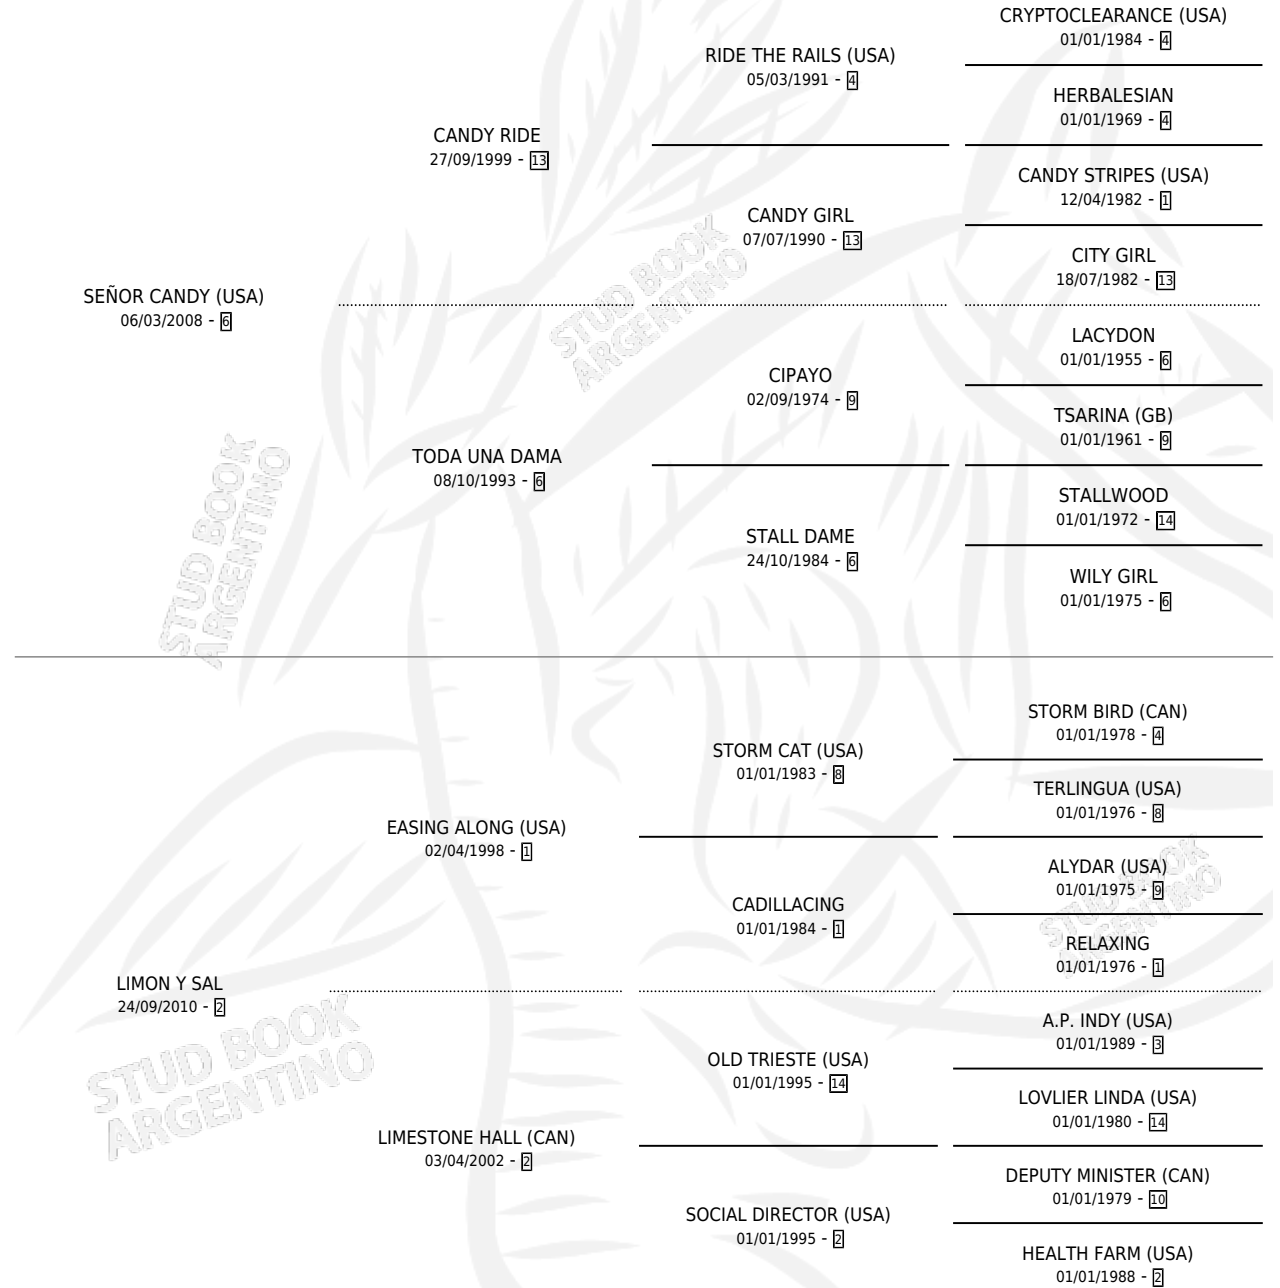 CRYPTOCLEARANCE (USA)
01/01/1984 - 4
RIDE THE RAILS (USA)
05/03/1991 - 4
HERBALESIAN
01/01/1969 - 4
CANDY RIDE
27/09/1999 - 13
CANDY STRIPES (USA)
12/04/1982 - 1
CANDY GIRL
07/07/1990 - 13
CITY GIRL
18/07/1982 - 13
SEÑOR CANDY (USA)
06/03/2008 - 6
STUD BOOK
ARGENTINO
LACYDON
01/01/1955 - 6
CIPAYO
02/09/1974 - 9
TSARINA (GB)
01/01/1961 - 9
TODA UNA DAMA
08/10/1993 - 6
STALLWOOD
01/01/1972 - 14
STALL DAME
24/10/1984 - 6
WILY GIRL
01/01/1975 - 6
STUD BOOK
ARGENTINO
STORM BIRD (CAN)
01/01/1978 - 4
STORM CAT (USA)
01/01/1983 - 8
TERLINGUA (USA)
01/01/1976 - 8
EASING ALONG (USA)
02/04/1998 - 1
ALYDAR (USA)
01/01/1975 - 9
CADILLACING
01/01/1984 - 1
RELAXING
01/01/1976 - 1
STUD BOOK
ARGENTINO
LIMON Y SAL
24/09/2010 - 2
A.P. INDY (USA)
01/01/1989 - 3
OLD TRIESTE (USA)
01/01/1995 - 14
LOVLIER LINDA (USA)
01/01/1980 - 14
STUD BOOK
ARGENTINO
LIMESTONE HALL (CAN)
03/04/2002 - 2
DEPUTY MINISTER (CAN)
01/01/1979 - 10
SOCIAL DIRECTOR (USA)
01/01/1995 - 2
HEALTH FARM (USA)
01/01/1988 - 2